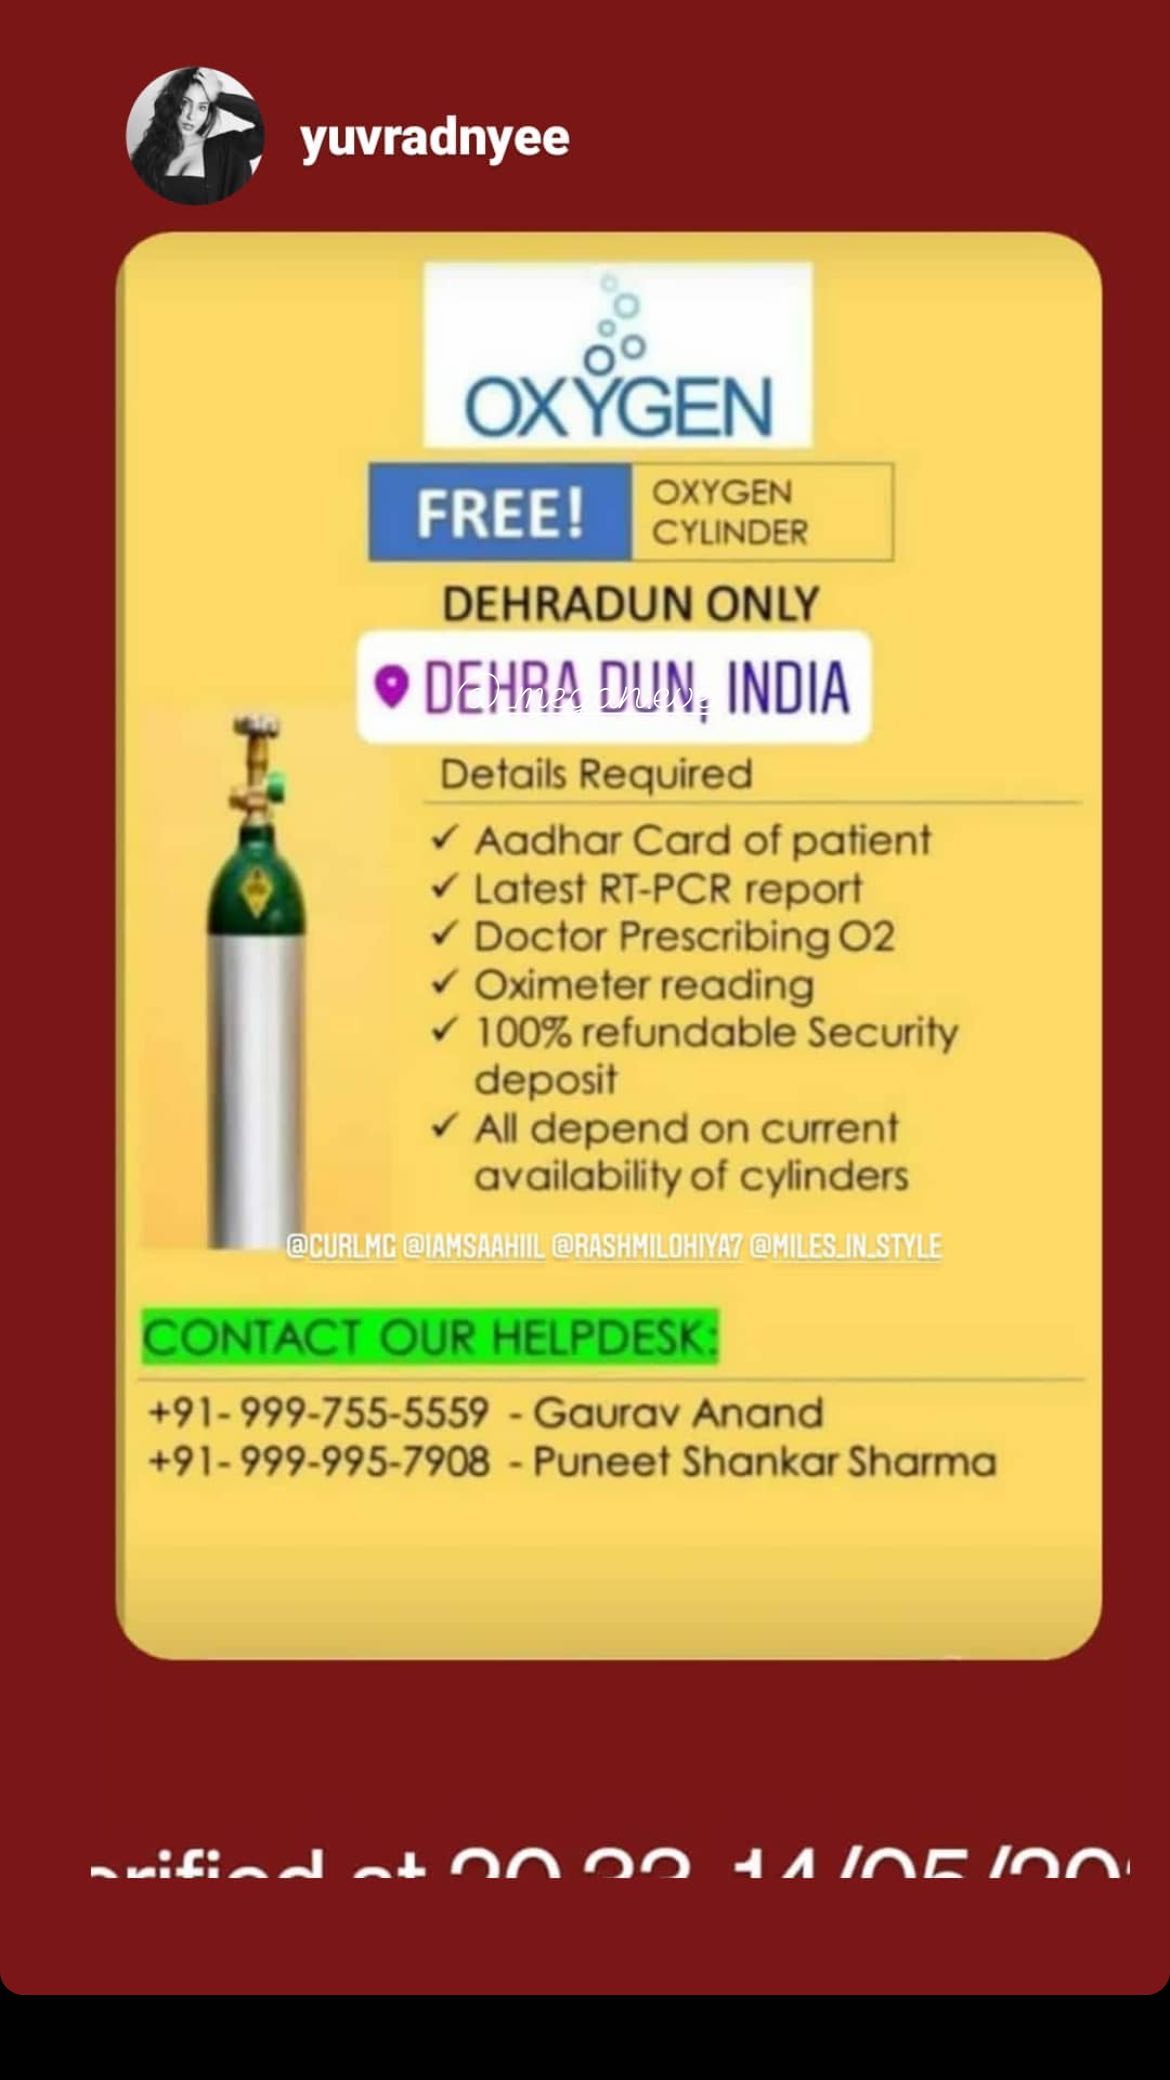 yuvradnyee
OXYGEN
FREE!
OXYGEN
CYLINDER
DEHRADUN ONLY
DEHRA DUN, INDIA
Details Required
✓ Aadhar Card of patient
✓ Latest RT-PCR report
✓ Doctor Prescribing O2
✓ Oximeter reading
✓ 100% refundable Security
deposit
✓ All depend on current
availability of cylinders
@CURLMC @IAMSAAHIIL @RASHMILOHIYA7 @MILES_IN_STYLE
CONTACT OUR HELPDESK:
+91- 999-755-5559 - Gaurav Anand
+91- 999-995-7908 - Puneet Shankar Sharma
at